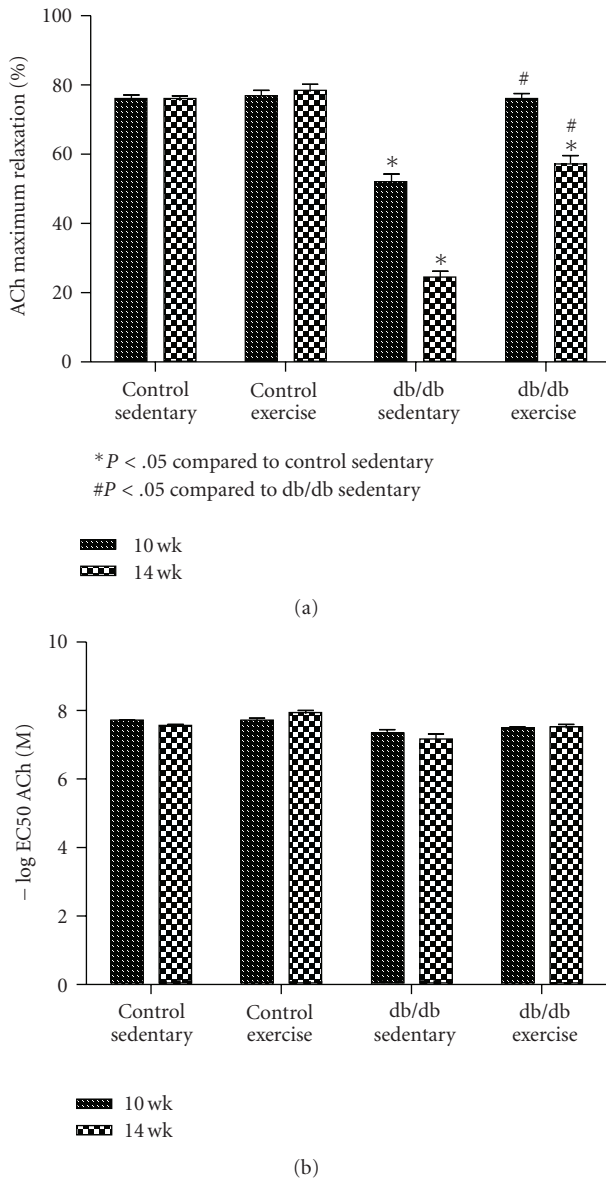 100
80
60
40
20
0
ACh maximum relaxation (%)
#
#
*
*
*
Control sedentary
Control exercise
db/db sedentary
db/db exercise
*P < .05 compared to control sedentary
#P < .05 compared to db/db sedentary
10 wk
14 wk
(a)
10
8
6
4
2
0
− log EC50 ACh (M)
Control sedentary
Control exercise
db/db sedentary
db/db exercise
10 wk
14 wk
(b)